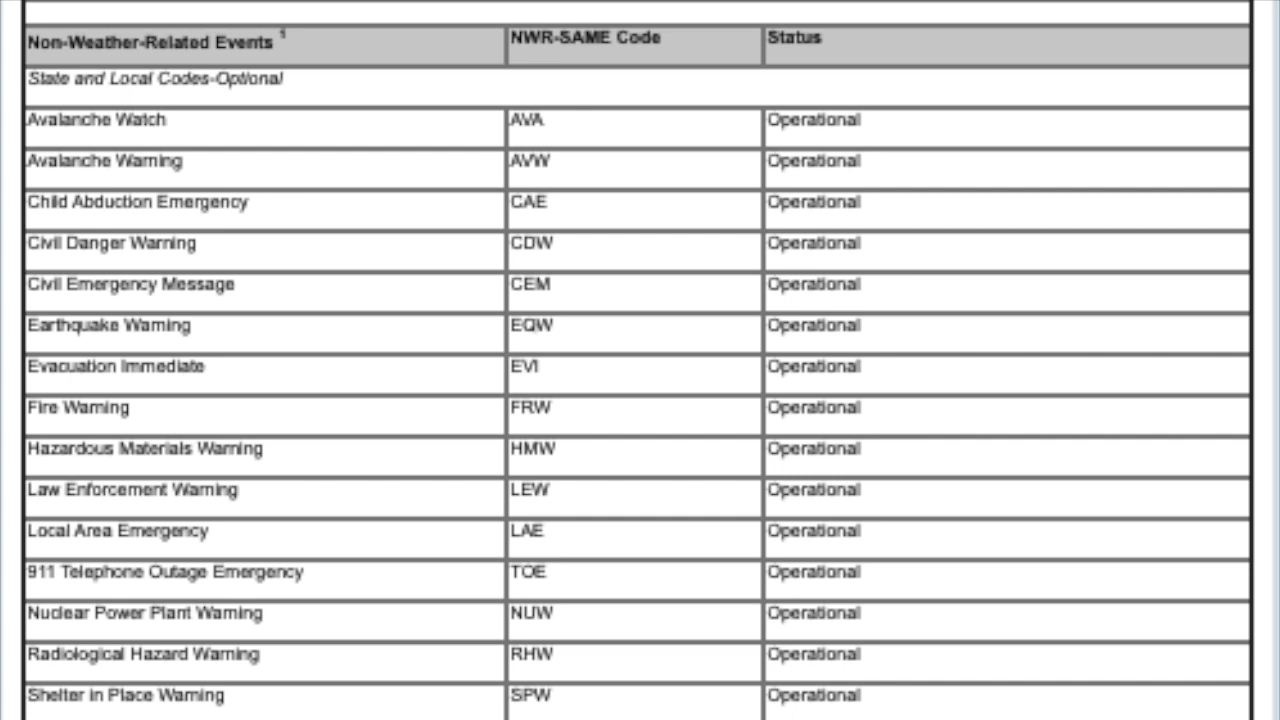 Non-Weather-Related Events 1 NWR-SAME Code Status
State and Local Codes-Optional
Avalanche Watch AVA Operational
Avalanche Warning AVW Operational
Child Abduction Emergency CAE Operational
Civil Danger Warning CDW Operational
Civil Emergency Message CEM Operational
Earthquake Warning EQW Operational
Evacuation Immediate EVI Operational
Fire Warning FRW Operational
Hazardous Materials Warning HMW Operational
Law Enforcement Warning LEW Operational
Local Area Emergency LAE Operational
911 Telephone Outage Emergency TOE Operational
Nuclear Power Plant Warning NUW Operational
Radiological Hazard Warning RHW Operational
Shelter in Place Warning SPW Operational